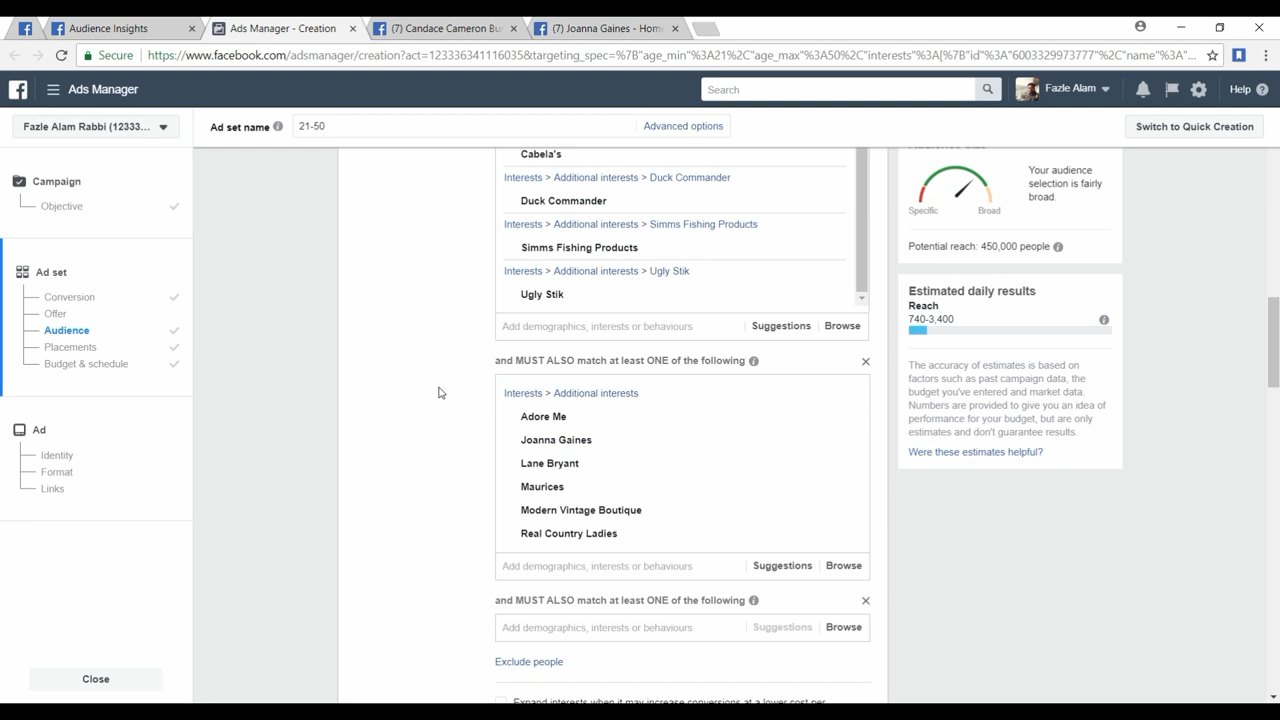 Audience Insights
Ads Manager - Creation
(7) Candace Cameron Bu
(7) Joanna Gaines - Home
Secure
https://www.facebook.com/adsmanager/creation?act=123336341116035&targeting_spec=%7B"age_min"%3A21%2C"age_max"%3A50%2C"interests"%3A[%7B"id"%3A"6003329973777"%2C"name"%3A"...
Ads Manager
Search
Fazle Alam
Help
Fazle Alam Rabbi (12333...
Ad set name
21-50
Advanced options
Switch to Quick Creation
Campaign
Objective
Ad set
Conversion
Offer
Audience
Placements
Budget & schedule
Ad
Identity
Format
Links
Close
Cabela's
Interests > Additional interests > Duck Commander
Duck Commander
Interests > Additional interests > Simms Fishing Products
Simms Fishing Products
Interests > Additional interests > Ugly Stik
Ugly Stik
Add demographics, interests or behaviours
Suggestions
Browse
and MUST ALSO match at least ONE of the following
Interests > Additional interests
Adore Me
Joanna Gaines
Lane Bryant
Maurices
Modern Vintage Boutique
Real Country Ladies
Add demographics, interests or behaviours
Suggestions
Browse
and MUST ALSO match at least ONE of the following
Add demographics, interests or behaviours
Suggestions
Browse
Exclude people
Expand interests when it may increase conversions at a lower cost per
Your audience
selection is fairly
broad.
Specific
Broad
Potential reach: 450,000 people
Estimated daily results
Reach
740-3,400
The accuracy of estimates is based on
factors such as past campaign data, the
budget you've entered and market data.
Numbers are provided to give you an idea of
performance for your budget, but are only
estimates and don't guarantee results.
Were these estimates helpful?